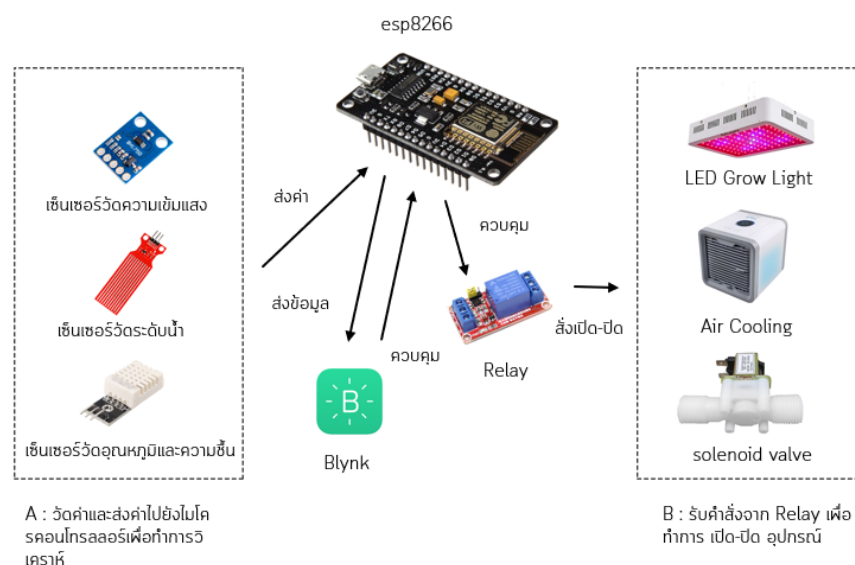 esp8266
เซ็นเซอร์วัดความเข้มแสง
เซ็นเซอร์วัดระดับน้ำ
เซ็นเซอร์วัดอุณหภูมิและความชื้น
A : วัดค่าและส่งค่าไปยังไมโค
รคอนโทรลลอร์เพื่อทำการวิ
เคราห์
ส่งค่า
ส่งข้อมูล
ควบคุม
B
Blynk
ควบคุม
Relay
สั่งเปิด-ปิด
LED Grow Light
Air Cooling
solenoid valve
B : รับคำสั่งจาก Relay เพื่อ
ทำการ เปิด-ปิด อุปกรณ์